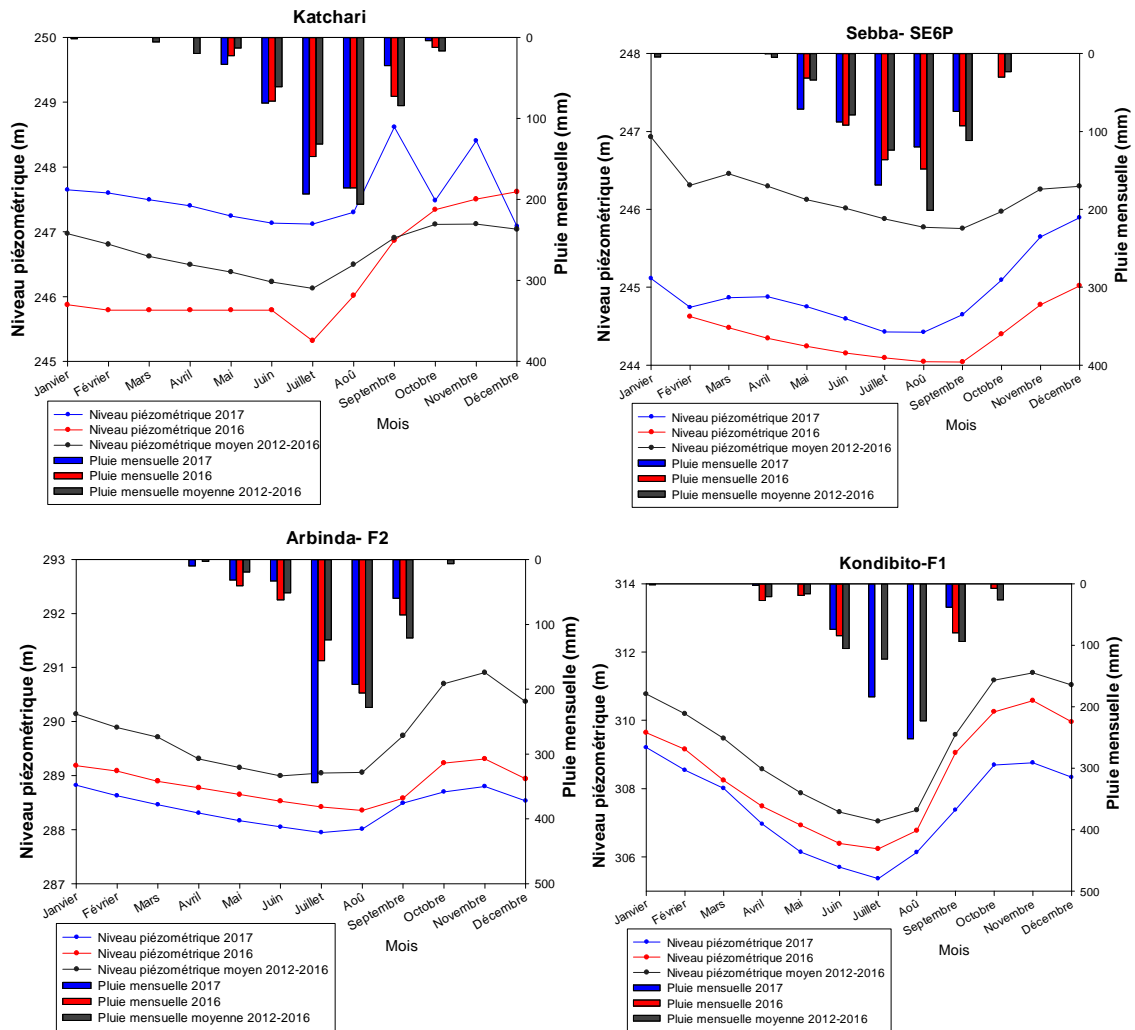 Katchari
Niveau piézométrique (m)
250
249
248
247
246
245
0
100
200
300
400
Pluie mensuelle (mm)
Janvier
Février
Mars
Avril
Mai
Juin
Juillet
Aoû
Septembre
Octobre
Novembre
Décembre
Mois
Niveau piézométrique 2017
Niveau piézométrique 2016
Niveau piézométrique moyen 2012-2016
Pluie mensuelle 2017
Pluie mensuelle 2016
Pluie mensuelle moyenne 2012-2016
Sebba- SE6P
Niveau piézométrique (m)
248
247
246
245
244
0
100
200
300
400
Pluie mensuelle (mm)
Janvier
Février
Mars
Avril
Mai
Juin
Juillet
Aoû
Septembre
Octobre
Novembre
Décembre
Mois
Niveau piézométrique 2017
Niveau piézométrique 2016
Niveau piézométrique moyen 2012-2016
Pluie mensuelle 2017
Pluie mensuelle 2016
Pluie mensuelle moyenne 2012-2016
Arbinda- F2
Niveau piézométrique (m)
293
292
291
290
289
288
287
0
100
200
300
400
500
Pluie mensuelle (mm)
Janvier
Février
Mars
Avril
Mai
Juin
Juillet
Aoû
Septembre
Octobre
Novembre
Décembre
Mois
Niveau piézométrique 2017
Niveau piézométrique 2016
Niveau piézométrique moyen 2012-2016
Pluie mensuelle 2017
Pluie mensuelle 2016
Pluie mensuelle moyenne 2012-2016
Kondibito-F1
Niveau piézométrique (m)
314
312
310
308
306
0
100
200
300
400
500
Pluie mensuelle (mm)
Janvier
Février
Mars
Avril
Mai
Juin
Juillet
Aoû
Septembre
Octobre
Novembre
Décembre
Mois
Niveau piézométrique 2017
Niveau piézométrique 2016
Niveau piézométrique moyen 2012-2016
Pluie mensuelle 2017
Pluie mensuelle 2016
Pluie mensuelle moyenne 2012-2016